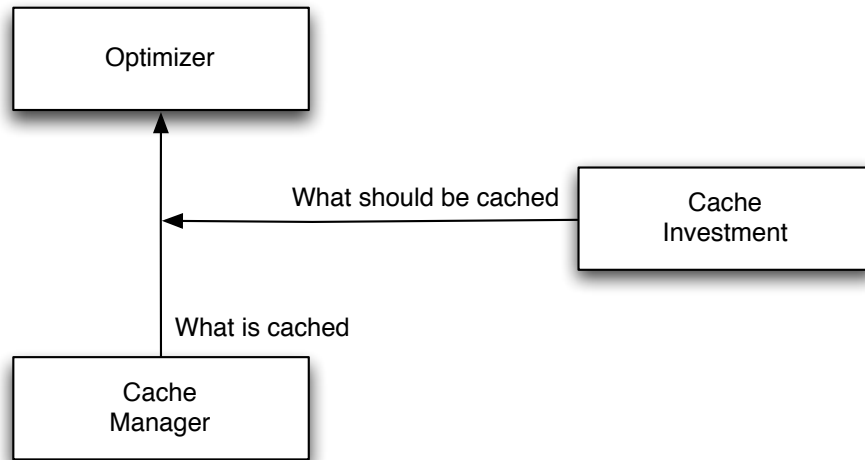 Optimizer
What should be cached
Cache
Investment
What is cached
Cache
Manager